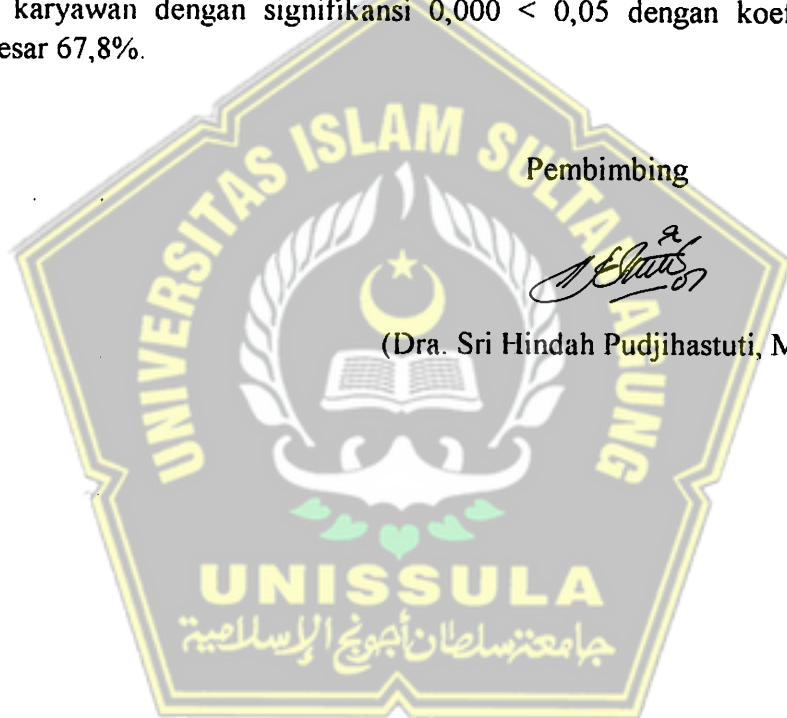 karyawan dengan signifikansi 0,000 < 0,05 dengan koef
esar 67,8%.
Pembimbing
(Dra. Sri Hindah Pudjihastuti, M
UNIVERSITAS ISLAM SULTAN AGUNG
UNISSULA
جامعة سلطان أجونج الإسلامية